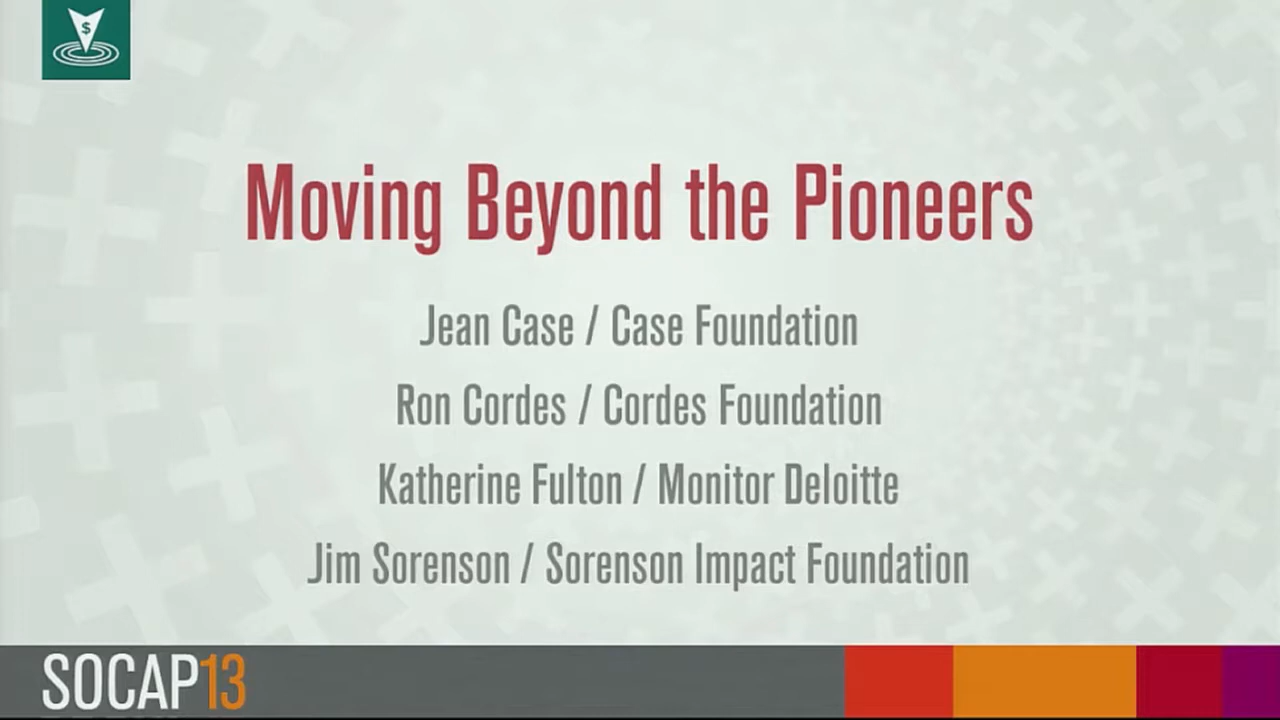 $
Moving Beyond the Pioneers
Jean Case / Case Foundation
Ron Cordes / Cordes Foundation
Katherine Fulton / Monitor Deloitte
Jim Sorenson / Sorenson Impact Foundation
SOCAP13